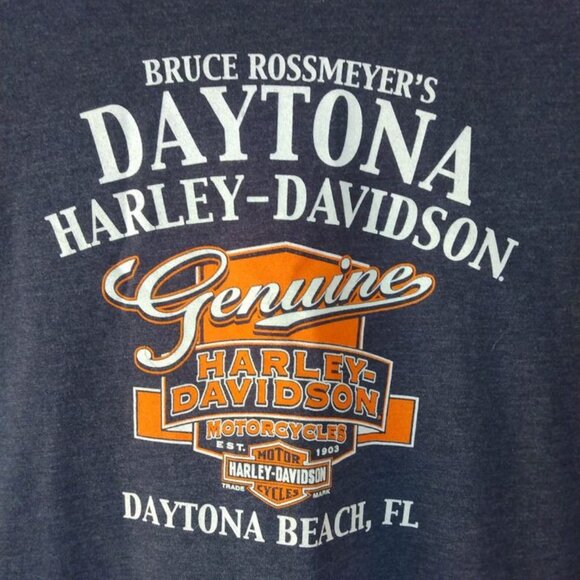 BRUCE ROSSMEYER'S
DAYTONA
HARLEY-DAVIDSON
Genuine
HARLEY-
DAVIDSON
MOTORCYCLES
EST. 1903
MOTOR
HARLEY-DAVIDSON
TRADE CYCLES MARK
DAYTONA BEACH, FL